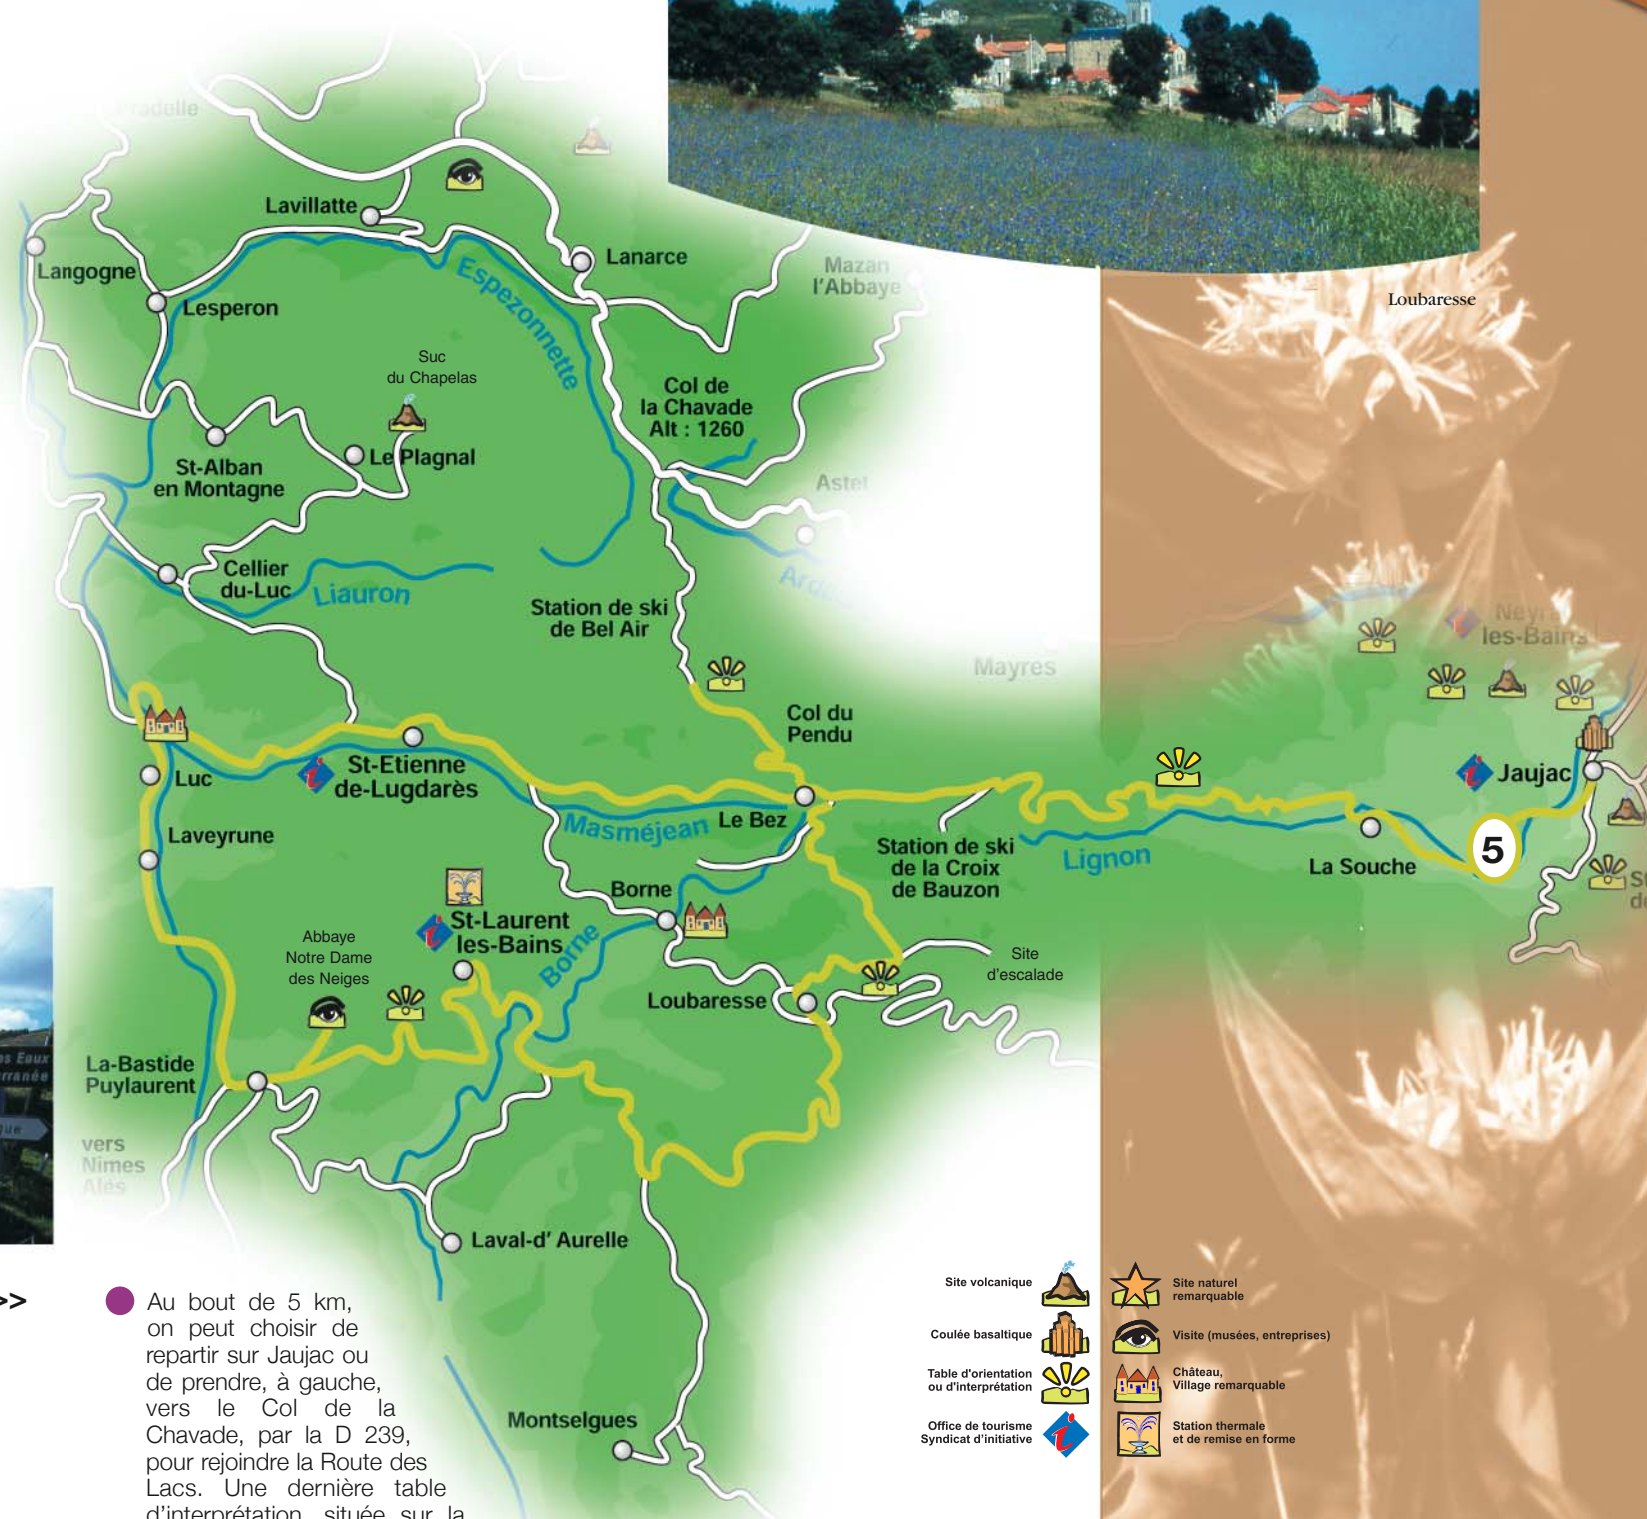 Loubaresse
Lavillatte
Langogne
Lesperon
Lanarce
Mazan
l'Abbaye
Espezonnette
Suc
du Chapelas
Col de
la Chavade
Alt : 1260
Le Plagnal
St-Alban
en Montagne
Astet
Cellier
du-Luc
Liauron
Station de ski
de Bel Air
Mayres
les-Bains
Col du
Pendu
Luc
St-Etienne
de-Lugdarès
Jaujac
Masméjean
Le Bez
Laveyrune
Station de ski
de la Croix
de Bauzon
Lignon
La Souche
5
Borne
St-Laurent
les-Bains
Borne
Abbaye
Notre Dame
des Neiges
Site
d'escalade
Loubaresse
La-Bastide
Puylaurent
vers
Nimes
Alés
Laval-d' Aurelle
Montselgues
Site volcanique
Coulée basaltique
Table d'orientation
ou d'interprétation
Office de tourisme
Syndicat d'initiative
Site naturel
remarquable
Visite (musées, entreprises)
Château,
Village remarquable
Station thermale
et de remise en forme
>>
Au bout de 5 km,
on peut choisir de
repartir sur Jaujac ou
de prendre, à gauche,
vers le Col de la
Chavade, par la D 239,
pour rejoindre la Route des
Lacs. Une dernière table
d'interprétation, située sur la